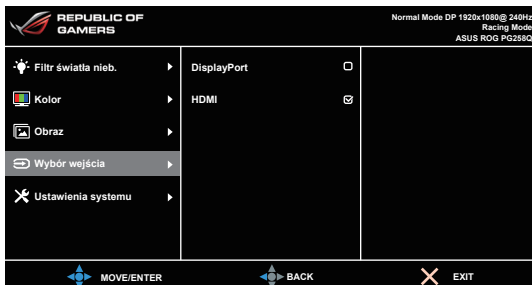 REPUBLIC OF
GAMERS
Normal Mode DP 1920x1080@ 240Hz
Racing Mode
ASUS ROG PG258Q
Filtr światła nieb.
DisplayPort
Kolor
HDMI
Obraz
Wybór wejścia
Ustawienia systemu
MOVE/ENTER
BACK
EXIT